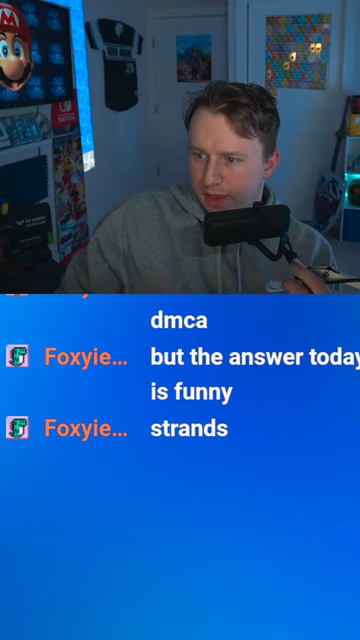 dmca
Foxyie... but the answer today
is funny
Foxyie... strands